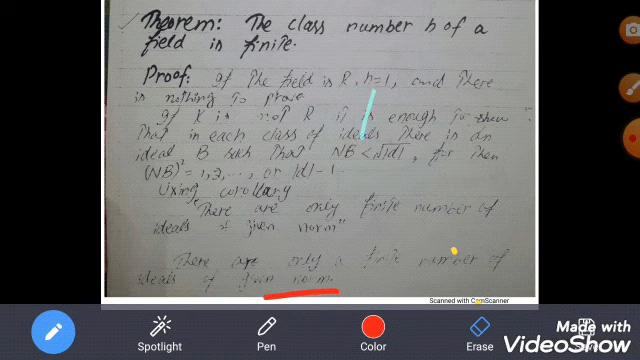 Theorem: The class number h of a
field is finite.
Proof: If The field is R, h=1, and There
is nothing To prove
If K is not R it is enough To show
That in each class of ideals There is an
ideal B such That NB < √|d|, for Then
(NB)² = 1, 2, ..., or |d| - 1.
Using corollary
"There are only finite number of
ideals of given norm"
There are only a finite number of
ideals of given norm.
Scanned with CamScanner
Spotlight
Pen
Color
Erase
Made with
VideoShow